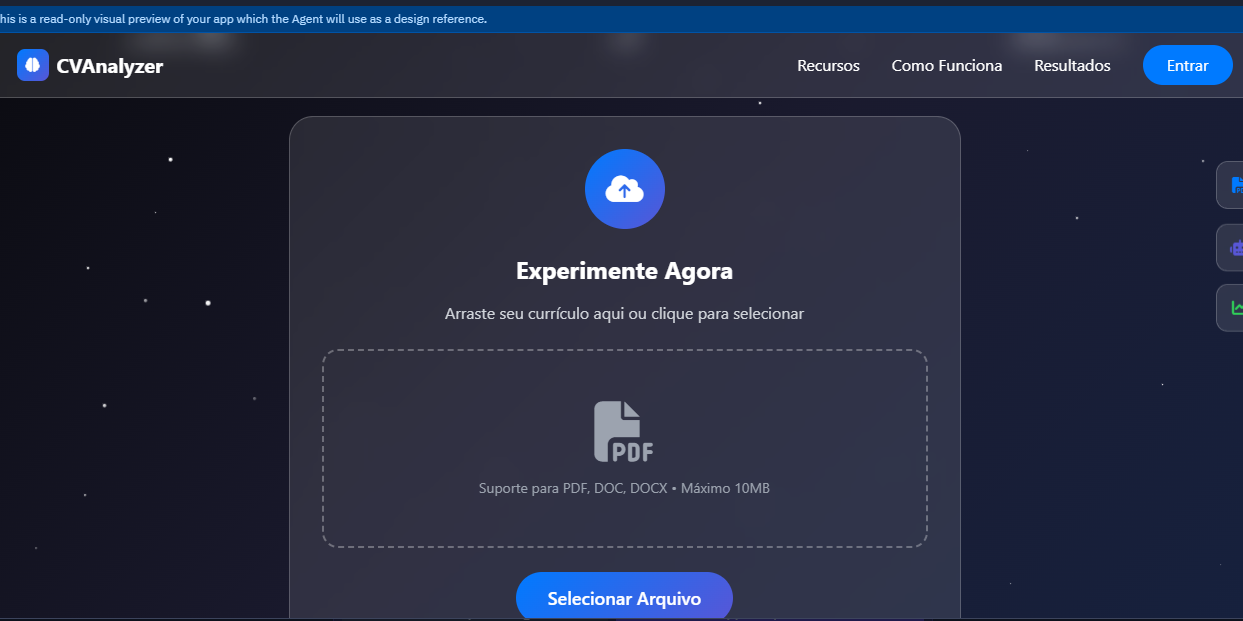 his is a read-only visual preview of your app which the Agent will use as a design reference.
CVAnalyzer
Recursos
Como Funciona
Resultados
Entrar
Experimente Agora
Arraste seu currículo aqui ou clique para selecionar
PDF
Suporte para PDF, DOC, DOCX • Máximo 10MB
Selecionar Arquivo